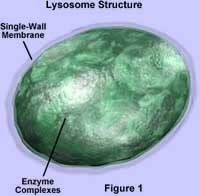 Lysosome Structure
Single-Wall
Membrane
Enzyme
Complexes
Figure 1